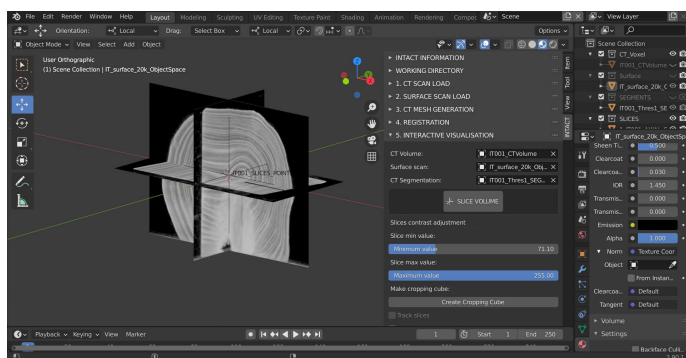 File Edit Render Window Help Layout Modeling Sculpting UV Editing Texture Paint Shading Animation Rendering Compos Scene View Layer
Orientation: Local Drag: Select Box Local Options
Object Mode View Select Add Object
User Orthographic
(1) Scene Collection | IT_surface_20k_ObjectSpace
IT001_SLICES_POINT
INTACT INFORMATION
WORKING DIRECTORY
1. CT SCAN LOAD
2. SURFACE SCAN LOAD
3. CT MESH GENERATION
4. REGISTRATION
5. INTERACTIVE VISUALISATION
CT Volume: IT001_CTVolume
Surface scan: IT_surface_20k_Obj...
CT Segmentation: IT001_Thres1_SEG...
SLICE VOLUME
Slices contrast adjustment
Slice min value:
Minimum value 71.10
Slice max value:
Maximum value 255.00
Make cropping cube:
Create Cropping Cube
Track slices
Item
Tool
View
INTACT
Scene Collection
CT_Voxel
IT001_CTVolume
Surface
IT_surface_20k_C
SEGMENTS
IT001_Thres1_SE
SLICES
IT_surface_20k_ObjectSp
Sheen Ti... 0.500
Clearcoat 0.000
Clearcoa... 0.030
IOR 1.450
Transmis... 0.000
Transmis... 0.000
Emission
Alpha 1.000
Norm Texture Coor
Object
From Instan...
Clearcoa... Default
Tangent Default
Volume
Settings
Backface Culli...
Playback Keying View Marker 1 Start 1 End 250